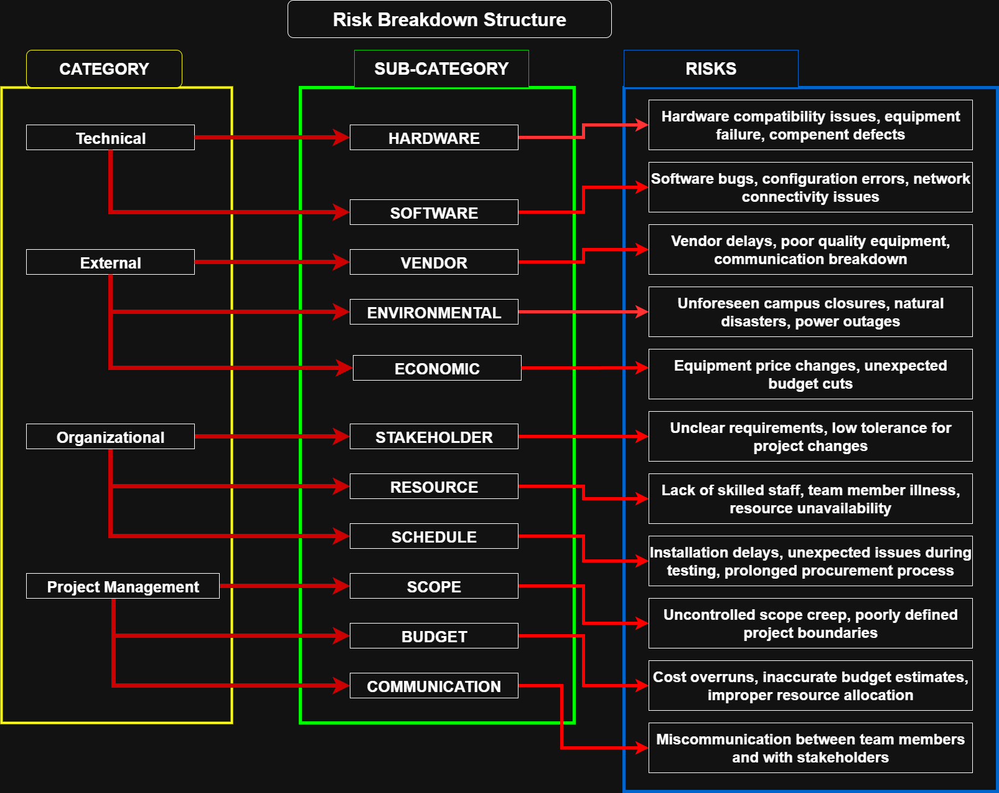 Risk Breakdown Structure
CATEGORY
SUB-CATEGORY
RISKS
Technical
HARDWARE
Hardware compatibility issues, equipment
failure, compenent defects
SOFTWARE
Software bugs, configuration errors, network
connectivity issues
External
VENDOR
Vendor delays, poor quality equipment,
communication breakdown
ENVIRONMENTAL
Unforeseen campus closures, natural
disasters, power outages
ECONOMIC
Equipment price changes, unexpected
budget cuts
Organizational
STAKEHOLDER
Unclear requirements, low tolerance for
project changes
RESOURCE
Lack of skilled staff, team member illness,
resource unavailability
SCHEDULE
Installation delays, unexpected issues during
testing, prolonged procurement process
Project Management
SCOPE
Uncontrolled scope creep, poorly defined
project boundaries
BUDGET
Cost overruns, inaccurate budget estimates,
improper resource allocation
COMMUNICATION
Miscommunication between team members
and with stakeholders